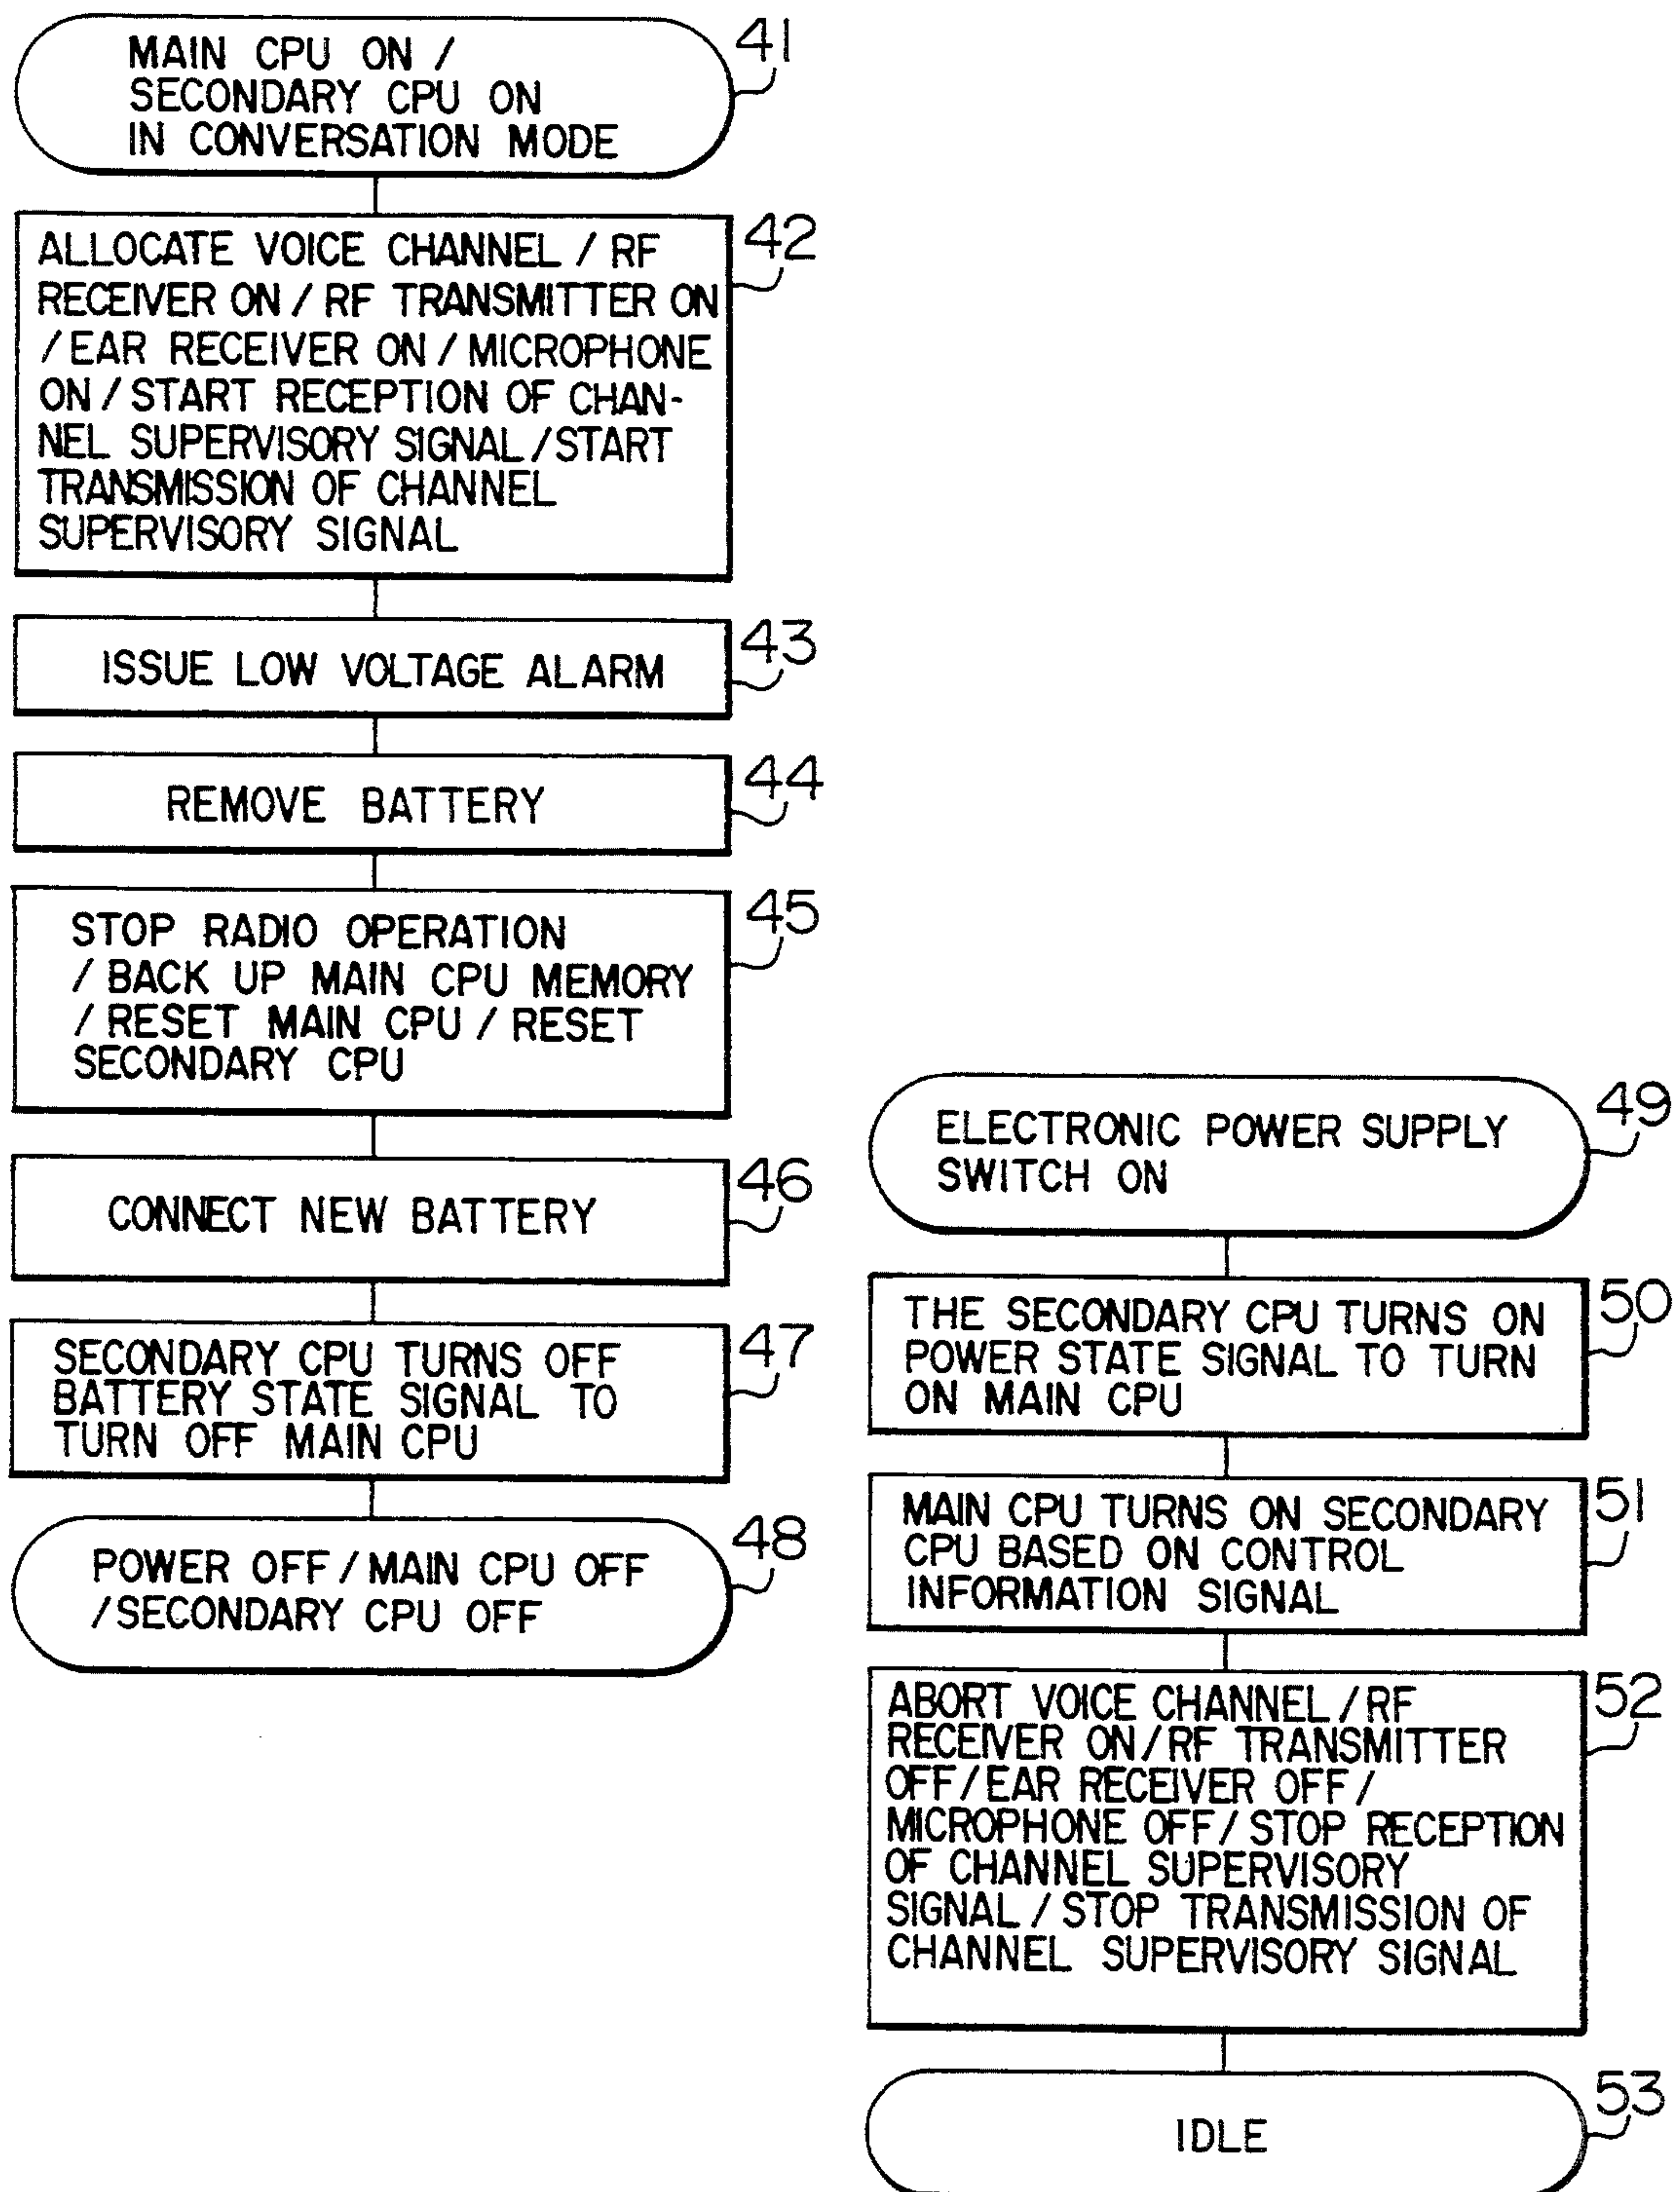 MAIN CPU ON /
SECONDARY CPU ON
IN CONVERSATION MODE
41
ALLOCATE VOICE CHANNEL / RF
RECEIVER ON / RF TRANSMITTER ON
/ EAR RECEIVER ON / MICROPHONE
ON / START RECEPTION OF CHAN-
NEL SUPERVISORY SIGNAL / START
TRANSMISSION OF CHANNEL
SUPERVISORY SIGNAL
42
ISSUE LOW VOLTAGE ALARM
43
REMOVE BATTERY
44
STOP RADIO OPERATION
/ BACK UP MAIN CPU MEMORY
/ RESET MAIN CPU / RESET
SECONDARY CPU
45
CONNECT NEW BATTERY
46
SECONDARY CPU TURNS OFF
BATTERY STATE SIGNAL TO
TURN OFF MAIN CPU
47
POWER OFF / MAIN CPU OFF
/ SECONDARY CPU OFF
48
ELECTRONIC POWER SUPPLY
SWITCH ON
49
THE SECONDARY CPU TURNS ON
POWER STATE SIGNAL TO TURN
ON MAIN CPU
50
MAIN CPU TURNS ON SECONDARY
CPU BASED ON CONTROL
INFORMATION SIGNAL
51
ABORT VOICE CHANNEL / RF
RECEIVER ON / RF TRANSMITTER
OFF / EAR RECEIVER OFF /
MICROPHONE OFF / STOP RECEPTION
OF CHANNEL SUPERVISORY
SIGNAL / STOP TRANSMISSION OF
CHANNEL SUPERVISORY SIGNAL
52
IDLE
53